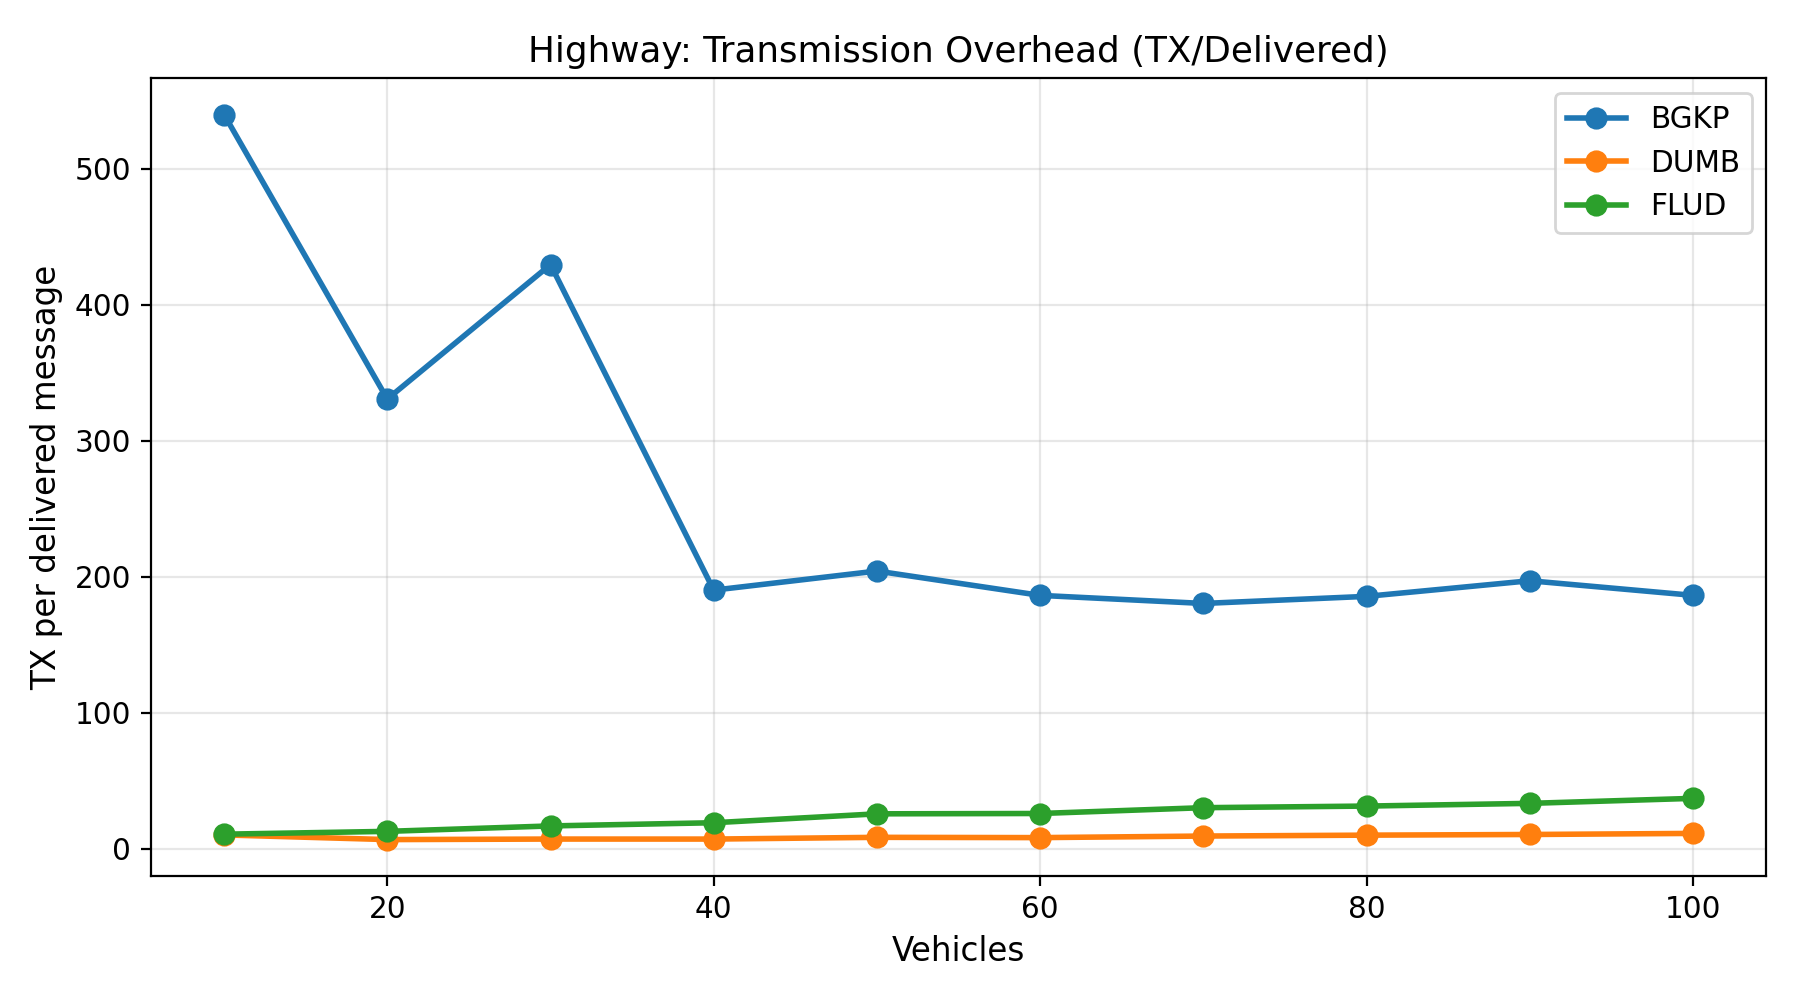 Highway: Transmission Overhead (TX/Delivered)
BGKP
DUMB
FLUD
TX per delivered message
500
400
300
200
100
0
20 40 60 80 100
Vehicles